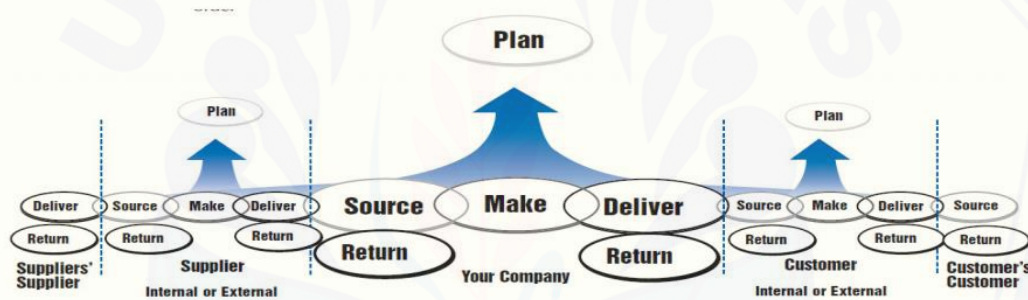 Plan
Plan
Plan
Deliver Source Make Deliver Source Make Deliver Source Make Deliver Source
Return Return Return Return Return Return Return Return
Suppliers' Supplier Your Company Customer Customer's
Supplier Internal or External Internal or External Customer